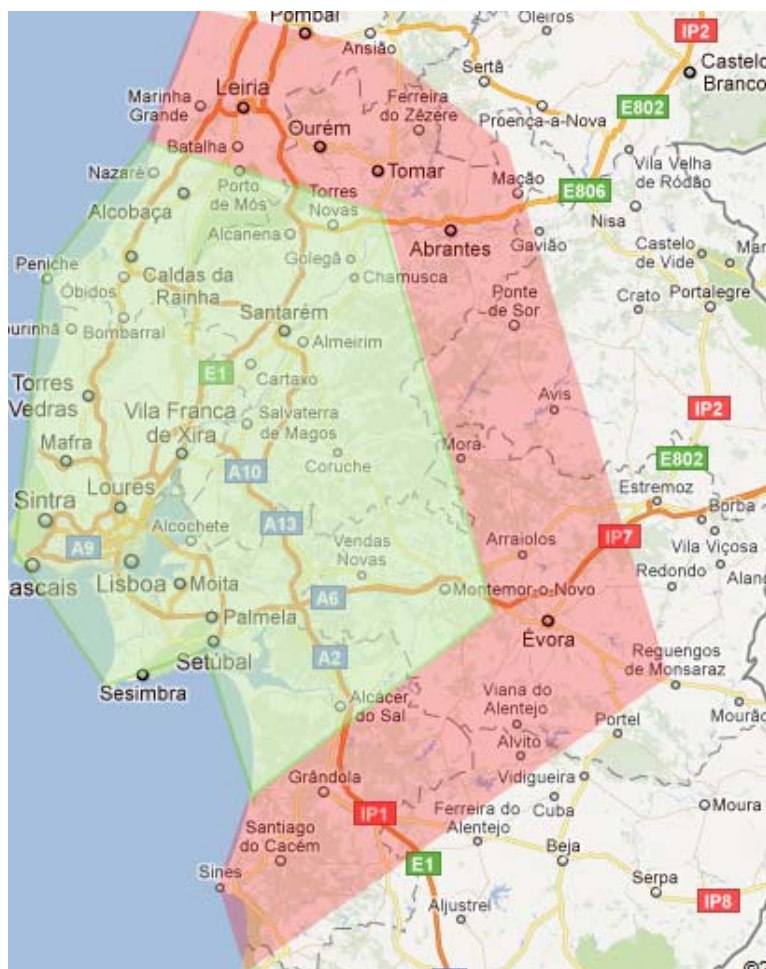 Pombal
Oleiros
IP2
Ansião
Castelo
Branco
Sertã
Leiria
Marinha
Grande
Ferreira
do Zêzere
E802
Proença-a-Nova
Ourém
Batalha
Vila Velha
de Ródão
Nazaré
Tomar
Porto
de Mós
Mação
E806
Alcobaça
Torres
Novas
Nisa
Alcanena
Abrantes
Gavião
Castelo
de Vide
Mar
Golegã
Peniche
Chamusca
Caldas da
Rainha
Óbidos
Ponte
de Sor
Crato
Portalegre
Santarém
ourinhã
Bombarral
Almeirim
E1
Cartaxo
Torres
Vedras
Avis
IP2
Vila Franca
de Xira
Salvaterra
de Magos
Mora
Mafra
Coruche
E802
A10
Estremoz
Loures
Sintra
Borba
Alcochete
A13
IP7
Vila Viçosa
A9
Vendas
Novas
Arraiolos
ascais
Lisboa
Moita
Redondo
Alan
A6
Montemor-o-Novo
Palmela
Évora
Setúbal
A2
Reguengos
de Monsaraz
Sesimbra
Alcácer
do Sal
Viana do
Alentejo
Mourão
Portel
Alvito
Grândola
Vidigueira
Cuba
Moura
IP1
Ferreira do
Alentejo
Santiago
do Cacém
Beja
E1
Sines
Serpa
IP8
Aljustrel